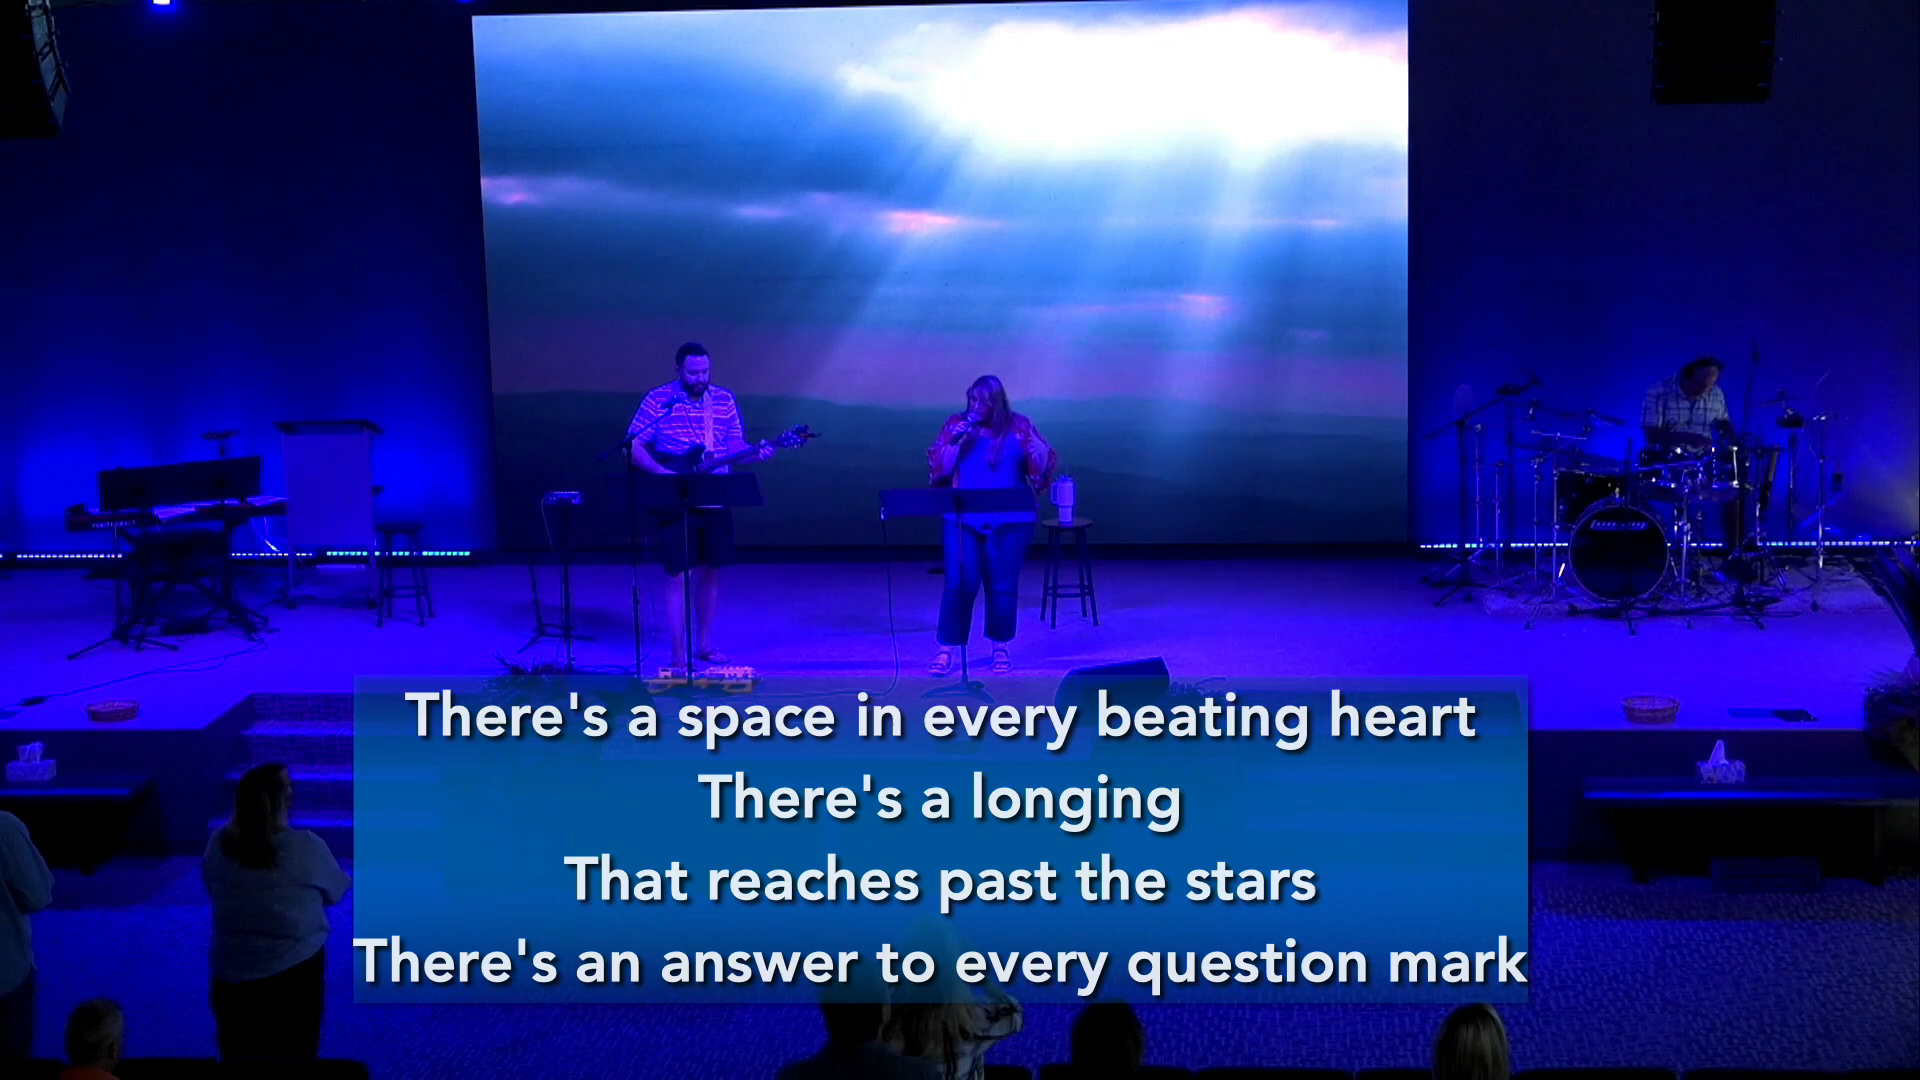 There's a space in every beating heart
There's a longing
That reaches past the stars
There's an answer to every question mark